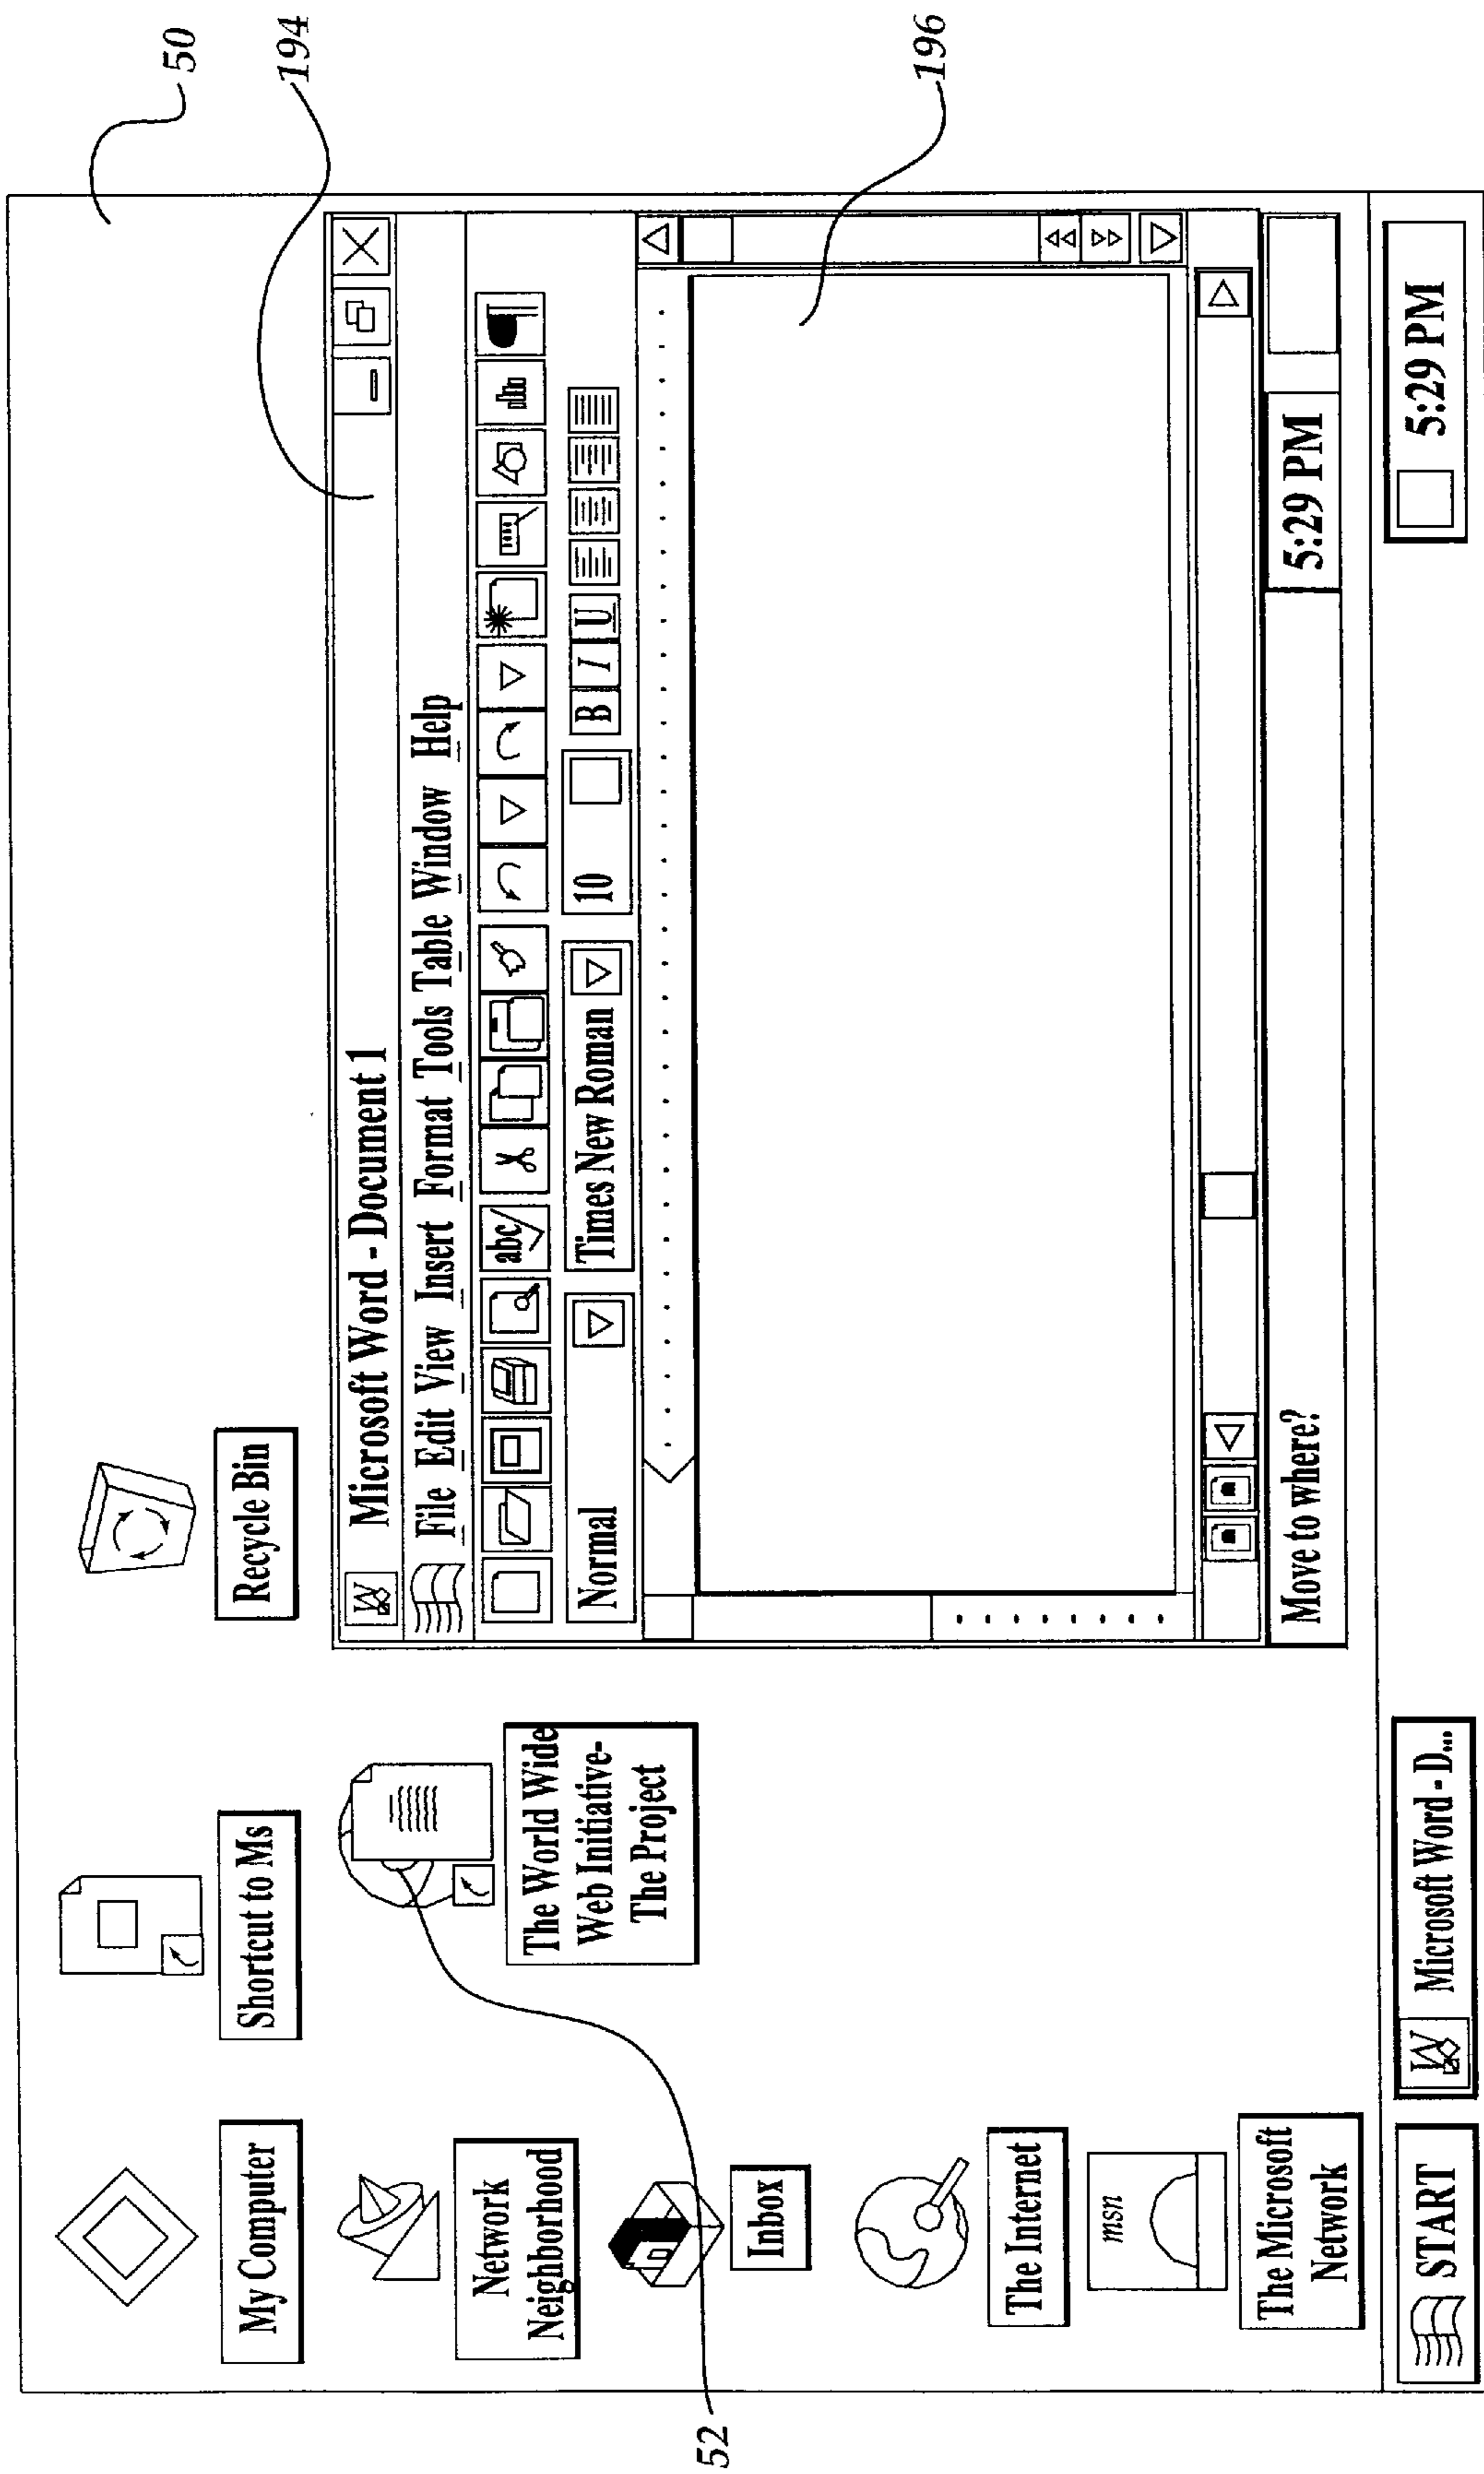 50
194
196
52
My Computer
Shortcut to Ms
Recycle Bin
Network
Neighborhood
The World Wide
Web Initiative-
The Project
Inbox
The Internet
msn
The Microsoft
Network
W
Microsoft Word - Document 1
File Edit View Insert Format Tools Table Window Help
abc
Normal
Times New Roman
10
B I U
Move to where?
5:29 PM
START
W
Microsoft Word - D...
5:29 PM